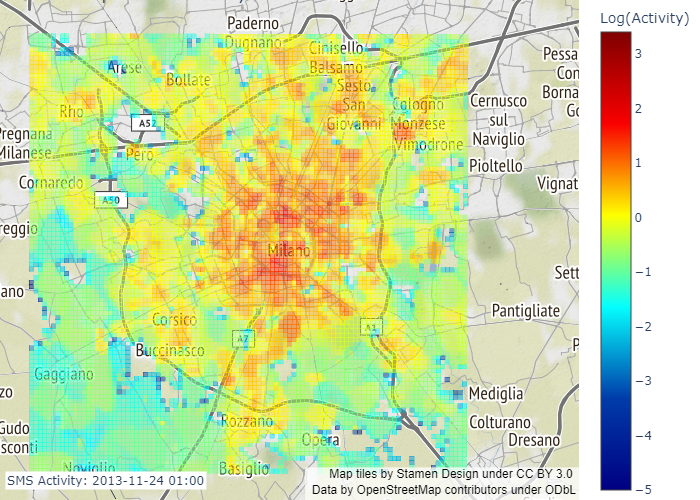 Log(Activity)
3
2
1
0
−1
−2
−3
−4
−5
Paderno
Dugnano
Cinisello
Balsamo
Arese
Bollate
Sesto
San
Giovanni
Cologno
Monzese
Vimodrone
Cernusco
sul
Naviglio
Pioltello
Pessa
Con
Borna
Go
Vignat
Rho
A52
Pregnana
Milanese
Pero
Cornaredo
A50
reggio
Milano
ano
Sett
Pantigliate
P
Corsico
A7
A1
Buccinasco
Gaggiano
zo
Mediglia
Colturano
Dresano
Gudo
sconti
Rozzano
Opera
Noviglio
Basiglio
SMS Activity: 2013-11-24 01:00
Map tiles by Stamen Design under CC BY 3.0
Data by OpenStreetMap contributors under ODbL